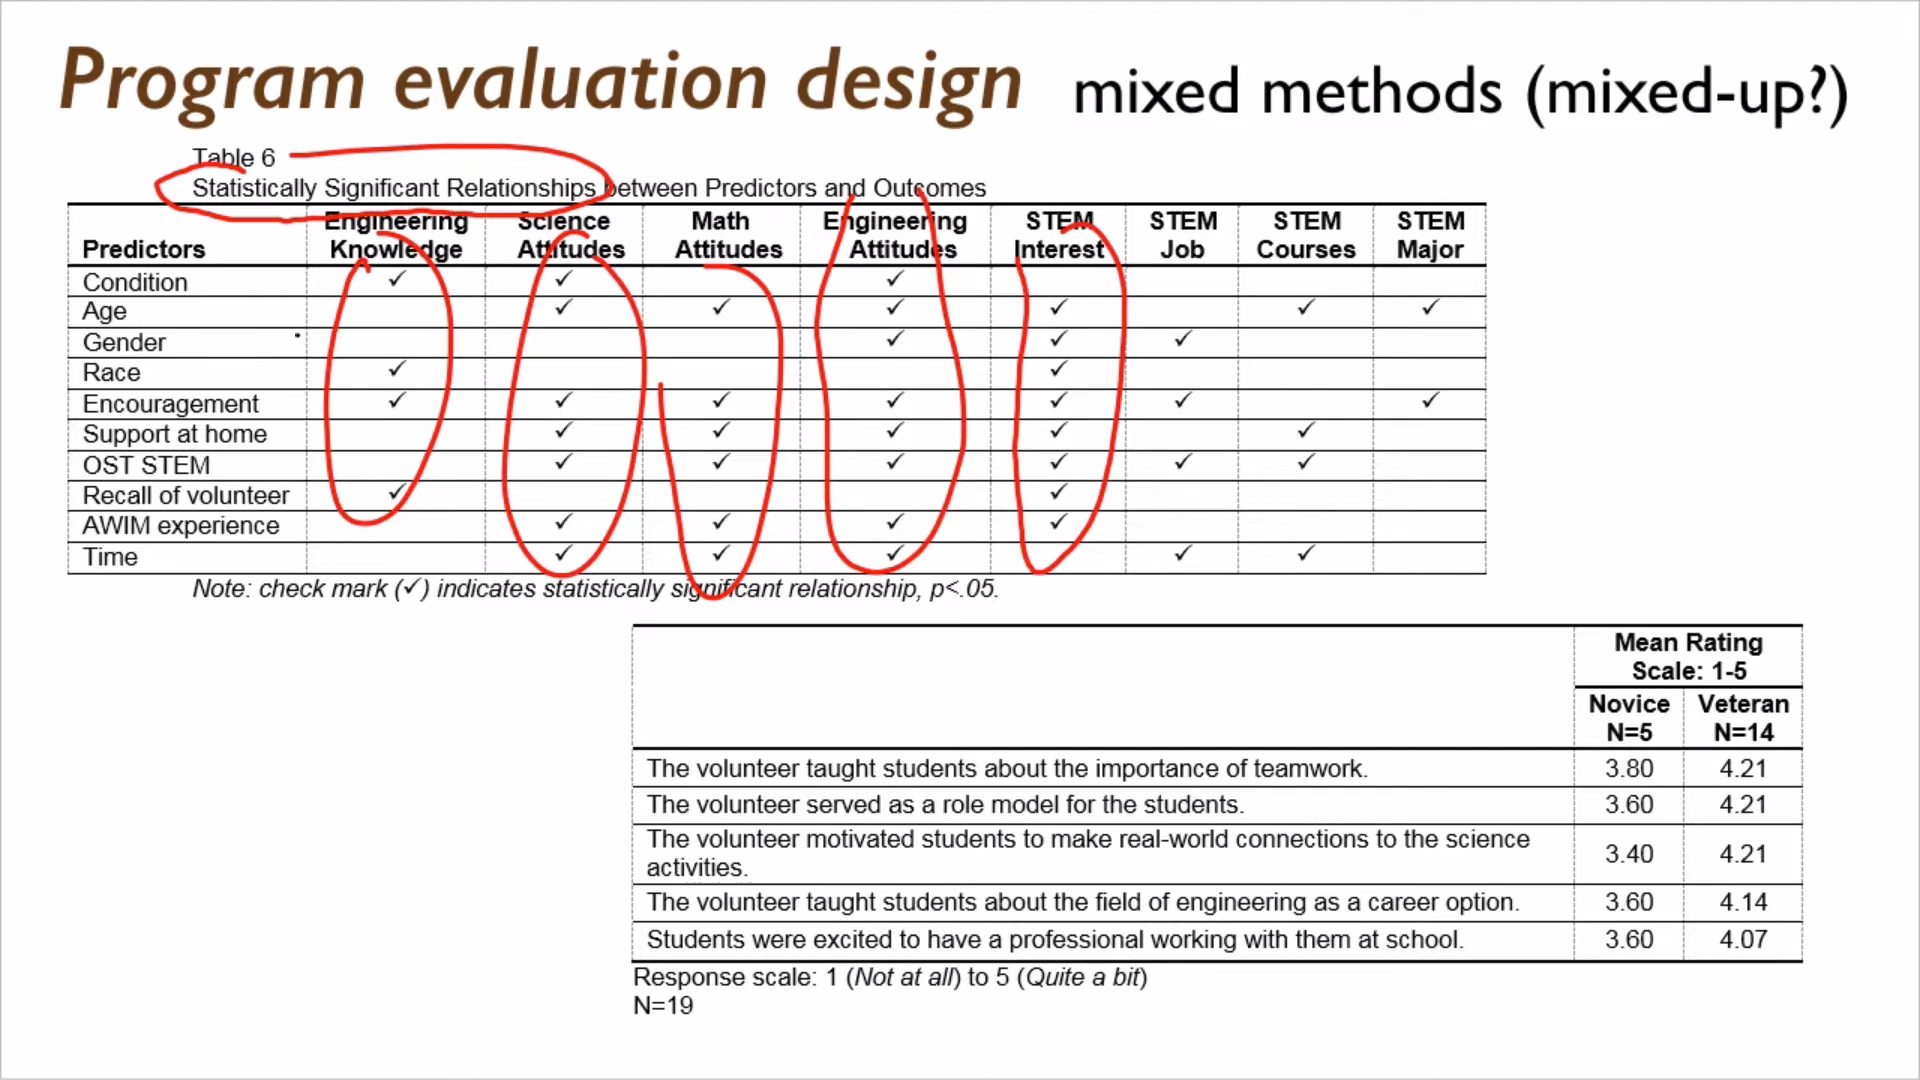 Program evaluation design mixed methods (mixed-up?)
Table 6
Statistically Significant Relationships between Predictors and Outcomes
Predictors Engineering Knowledge Science Attitudes Math Attitudes Engineering Attitudes STEM Interest STEM Job STEM Courses STEM Major
Condition ✓ ✓ ✓
Age ✓ ✓ ✓ ✓ ✓ ✓
Gender ✓ ✓ ✓
Race ✓ ✓
Encouragement ✓ ✓ ✓ ✓ ✓ ✓ ✓
Support at home ✓ ✓ ✓ ✓ ✓
OST STEM ✓ ✓ ✓ ✓ ✓ ✓
Recall of volunteer ✓ ✓
AWIM experience ✓ ✓ ✓ ✓
Time ✓ ✓ ✓ ✓ ✓
Note: check mark (✓) indicates statistically significant relationship, p<.05.
Mean Rating
Scale: 1-5
Novice Veteran
N=5 N=14
The volunteer taught students about the importance of teamwork. 3.80 4.21
The volunteer served as a role model for the students. 3.60 4.21
The volunteer motivated students to make real-world connections to the science
activities. 3.40 4.21
The volunteer taught students about the field of engineering as a career option. 3.60 4.14
Students were excited to have a professional working with them at school. 3.60 4.07
Response scale: 1 (Not at all) to 5 (Quite a bit)
N=19